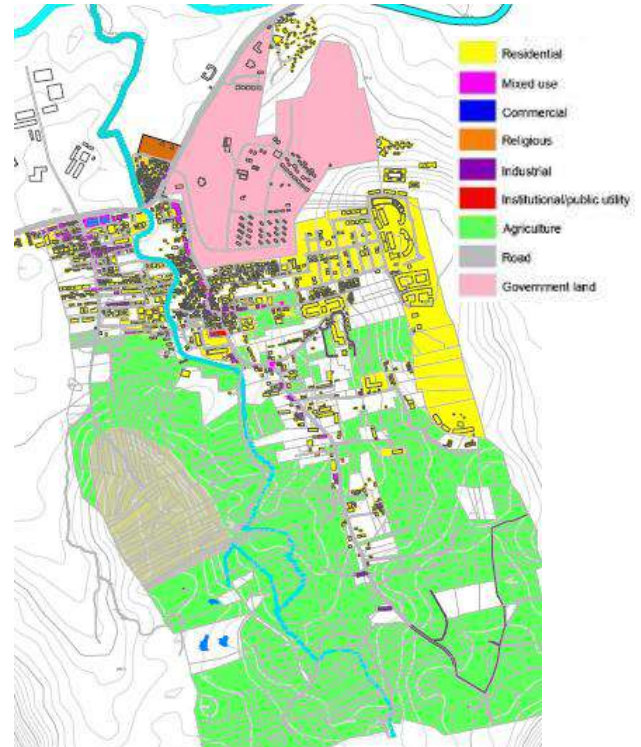 Residential
Mixed use
Commercial
Religious
Industrial
Institutional/public utility
Agriculture
Road
Government land